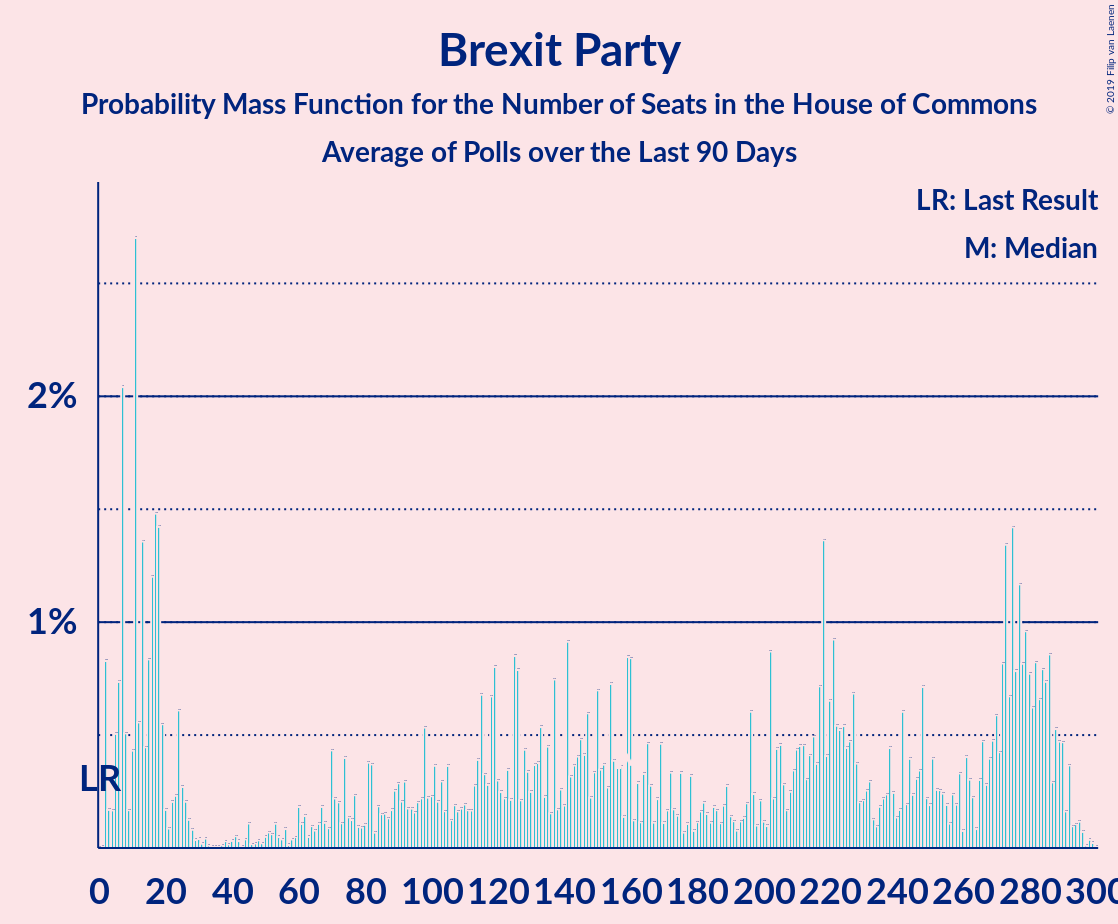 Brexit Party
Probability Mass Function for the Number of Seats in the House of Commons
Average of Polls over the Last 90 Days
© 2019 Filip van Laenen
LR: Last Result
M: Median
2%
1%
LR
0 20 40 60 80 100 120 140 160 180 200 220 240 260 280 300